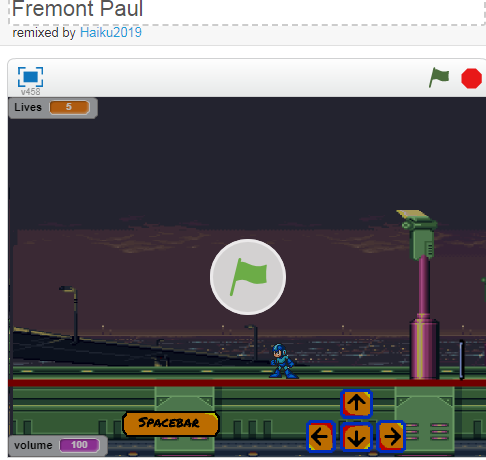 Fremont Paul
remixed by Haiku2019
v458
Lives 5
SPACEBAR
volume 100